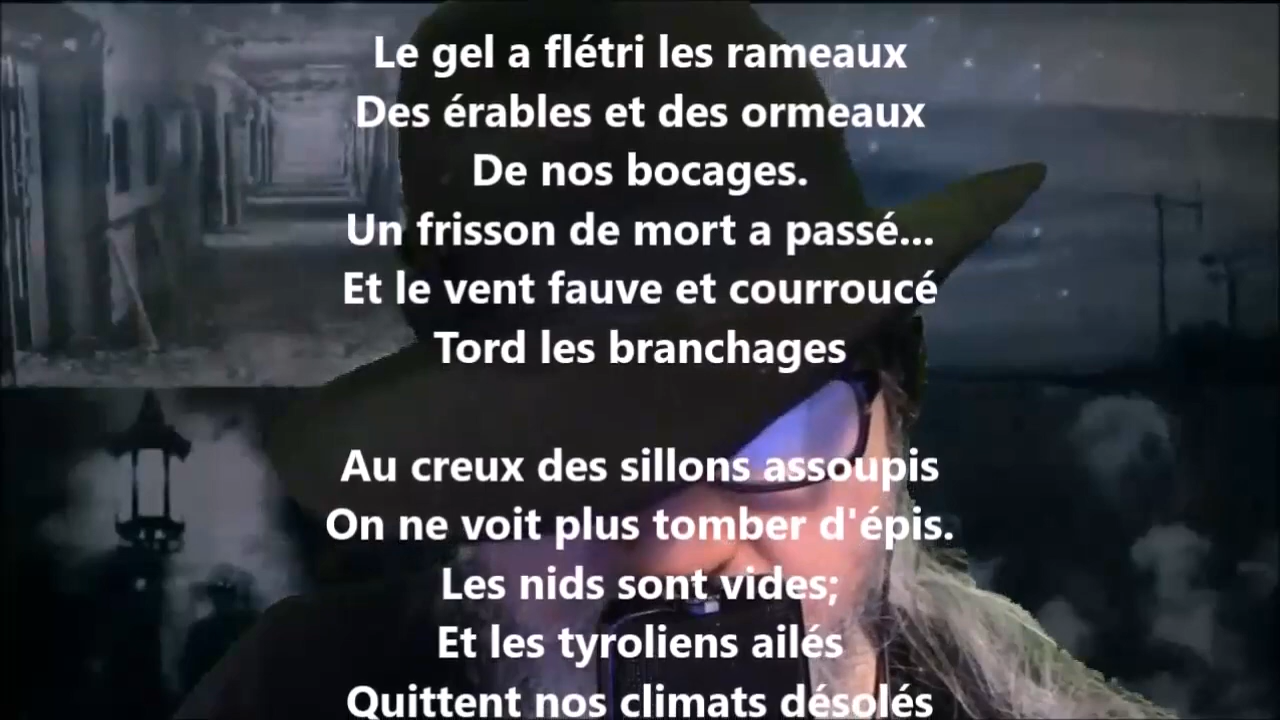 Le gel a flétri les rameaux
Des érables et des ormeaux
De nos bocages.
Un frisson de mort a passé...
Et le vent fauve et courroucé
Tord les branchages
Au creux des sillons assoupis
On ne voit plus tomber d'épis.
Les nids sont vides;
Et les tyroliens ailés
Quittent nos climats désolés